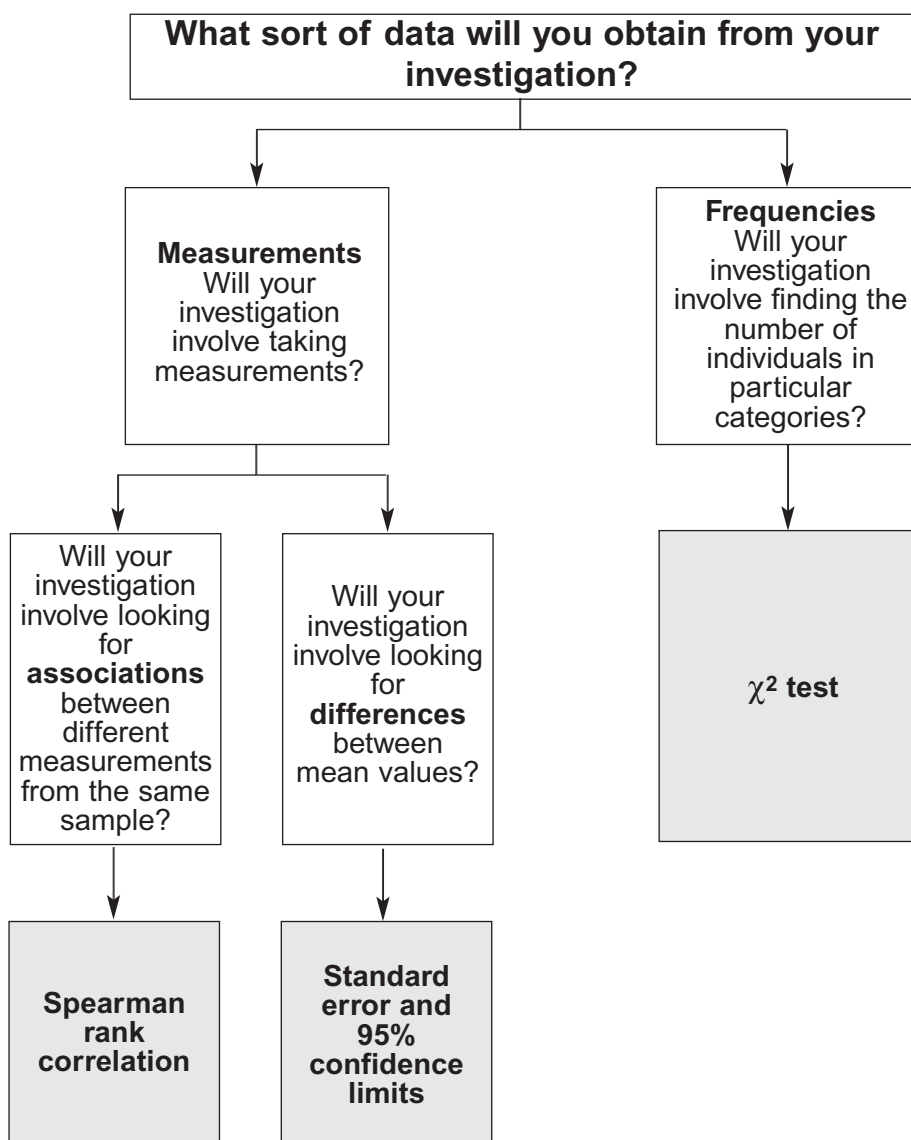 What sort of data will you obtain from your
investigation?
Measurements
Will your
investigation
involve taking
measurements?
Frequencies
Will your
investigation
involve finding the
number of
individuals in
particular
categories?
Will your
investigation
involve looking
for
associations
between
different
measurements
from the same
sample?
Will your
investigation
involve looking
for
differences
between
mean values?
χ² test
Spearman
rank
correlation
Standard
error and
95%
confidence
limits